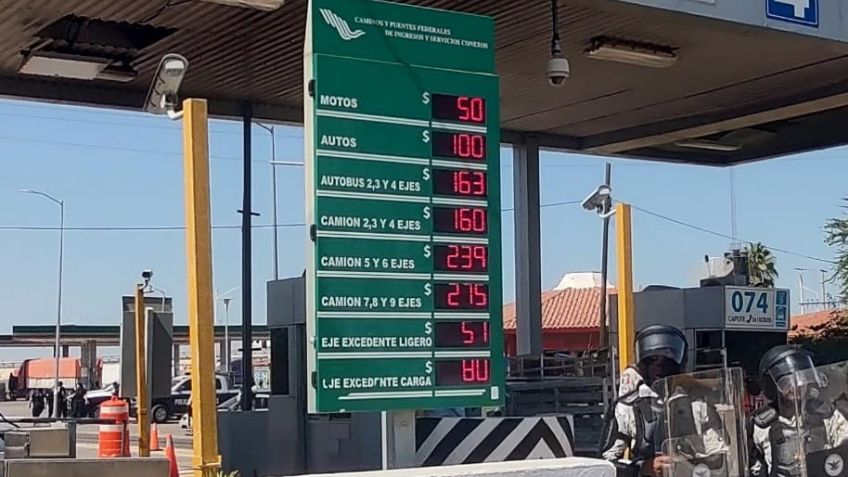 CAMINOS Y PUENTES FEDERALES
DE INGRESOS Y SERVICIOS CONEXOS
MOTOS $ 50
AUTOS $ 100
AUTOBUS 2,3 Y 4 EJES $ 163
CAMION 2,3 Y 4 EJES $ 160
CAMION 5 Y 6 EJES $ 239
CAMION 7,8 Y 9 EJES $ 275
EJE EXCEDENTE LIGERO $ 51
EJE EXCEDENTE CARGA $
074
CAPUFE